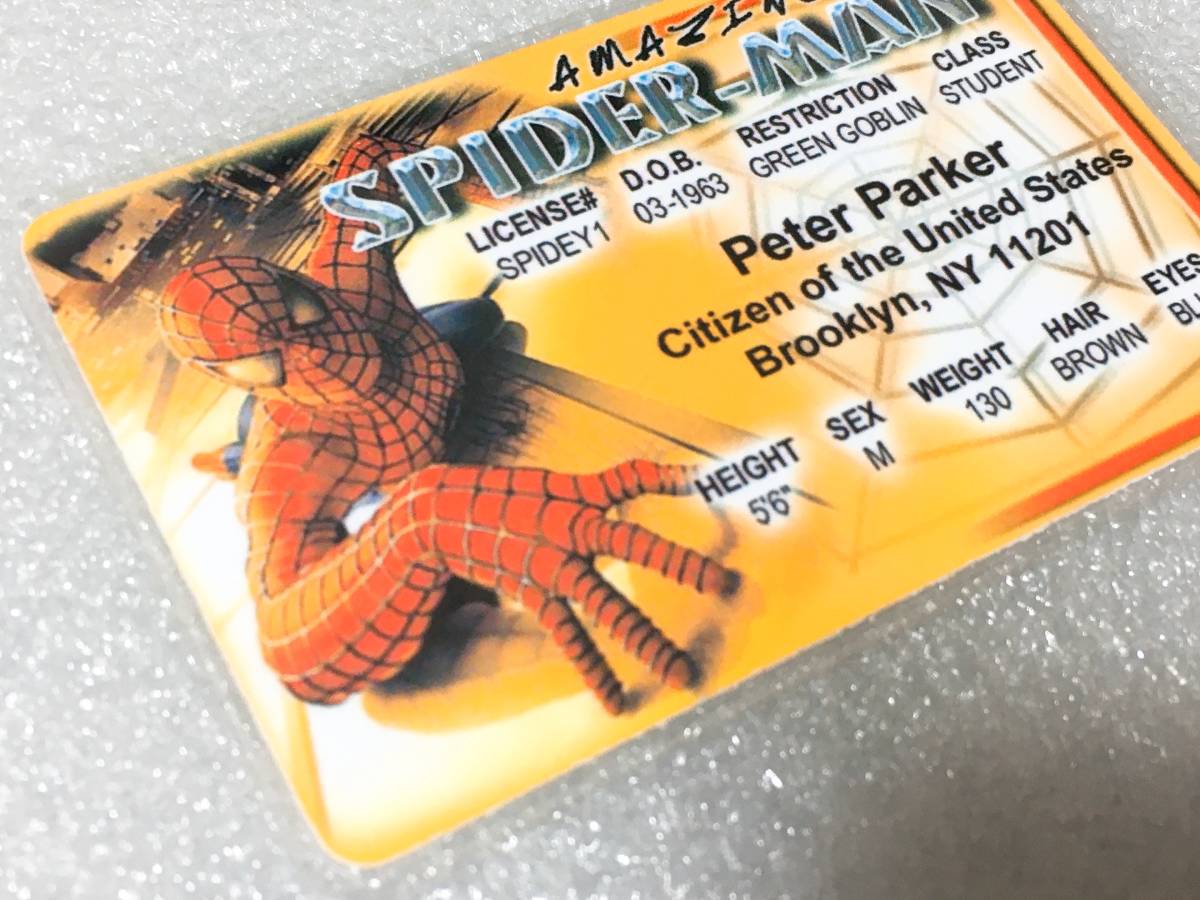 AMAZING
SPIDER-MAN
LICENSE# D.O.B. RESTRICTION CLASS
SPIDEY1 03-1963 GREEN GOBLIN STUDENT
Peter Parker
Citizen of the United States
Brooklyn, NY 11201
HEIGHT SEX WEIGHT HAIR EYES
5'6" M 130 BROWN